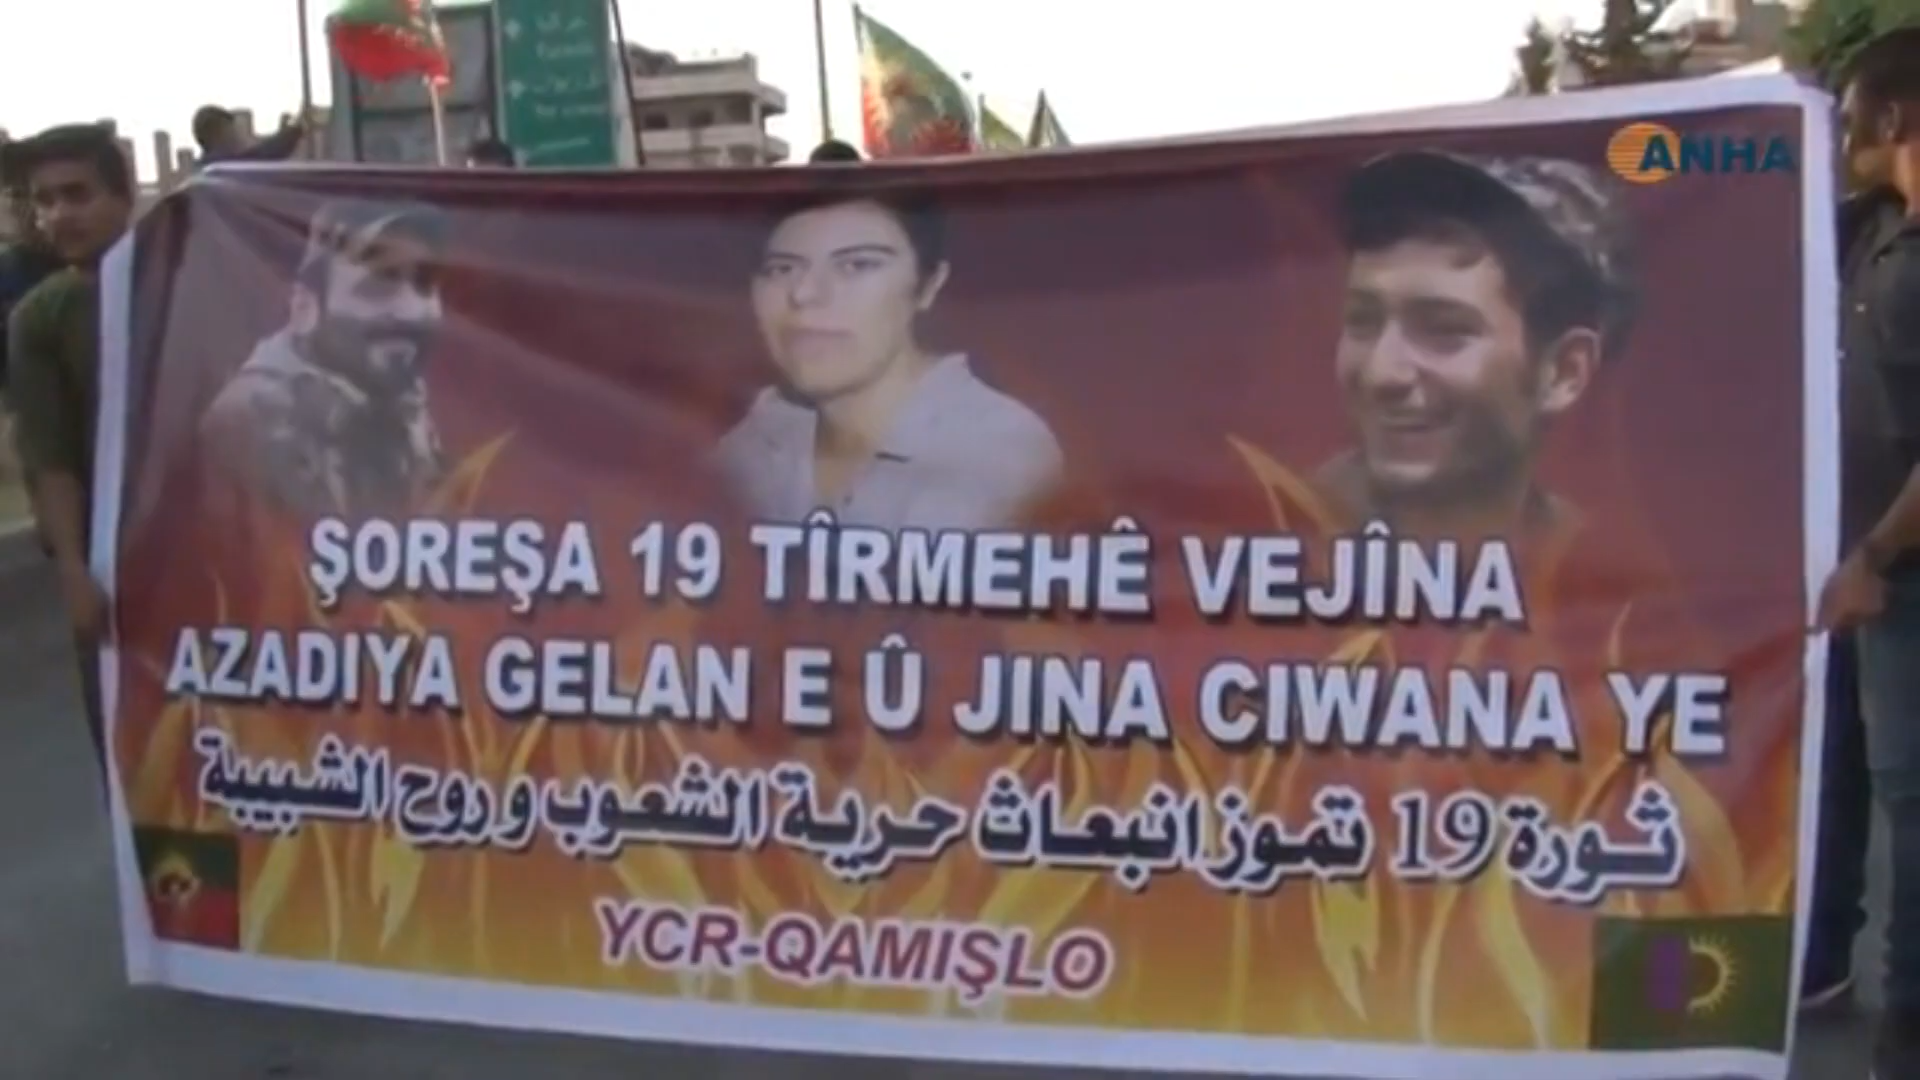 ANHA
ŞOREŞA 19 TÎRMEHÊ VEJÎNA
AZADIYA GELAN E Û JINA CIWANA YE
ثورة 19 تموز انبعاث حرية الشعوب وروح الشبيبة
YCR-QAMIŞLO